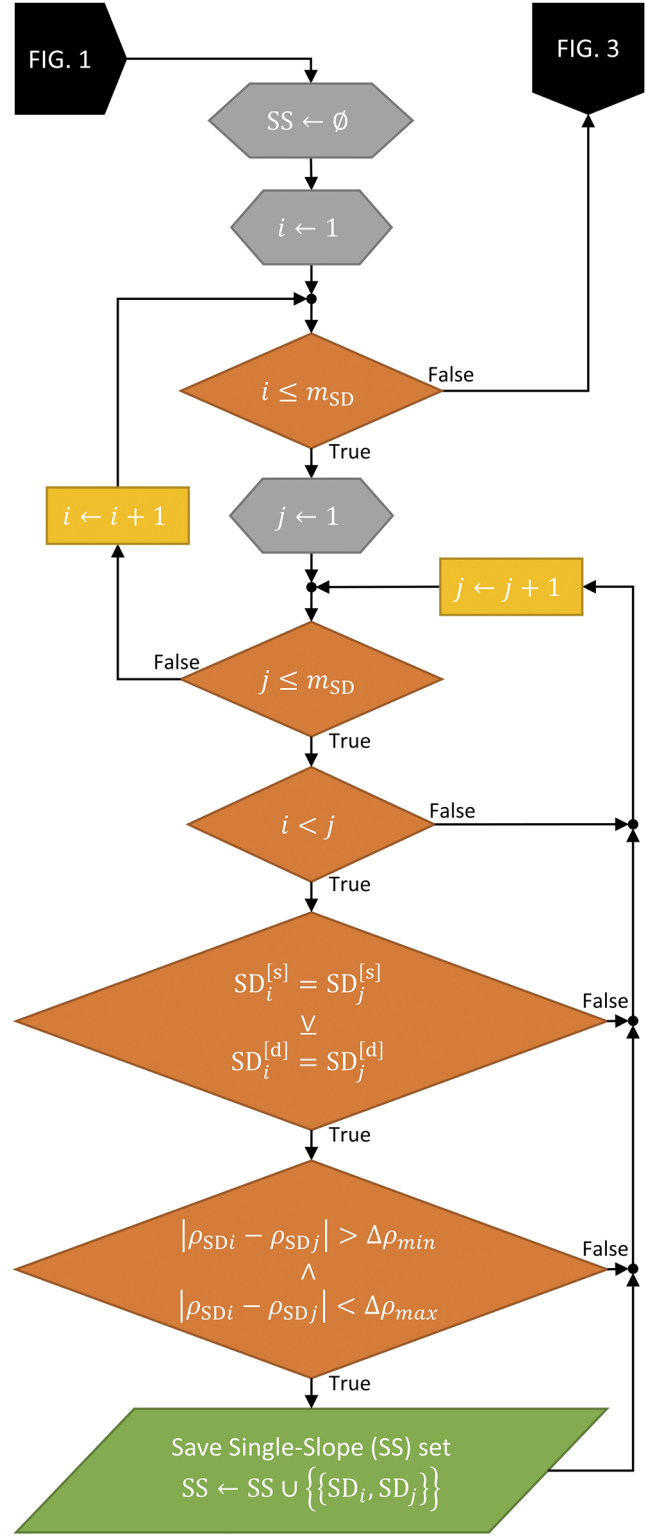 FIG. 1
FIG. 3
SS ← ∅
i ← 1
i ≤ m_SD
False
True
i ← i + 1
j ← 1
j ← j + 1
False
j ≤ m_SD
True
i < j
False
True
SD_i^[s] = SD_j^[s]
⊻
SD_i^[d] = SD_j^[d]
False
True
|ρ_SDi − ρ_SDj| > Δρ_min
∧
|ρ_SDi − ρ_SDj| < Δρ_max
False
True
Save Single-Slope (SS) set
SS ← SS ∪ {{SD_i, SD_j}}